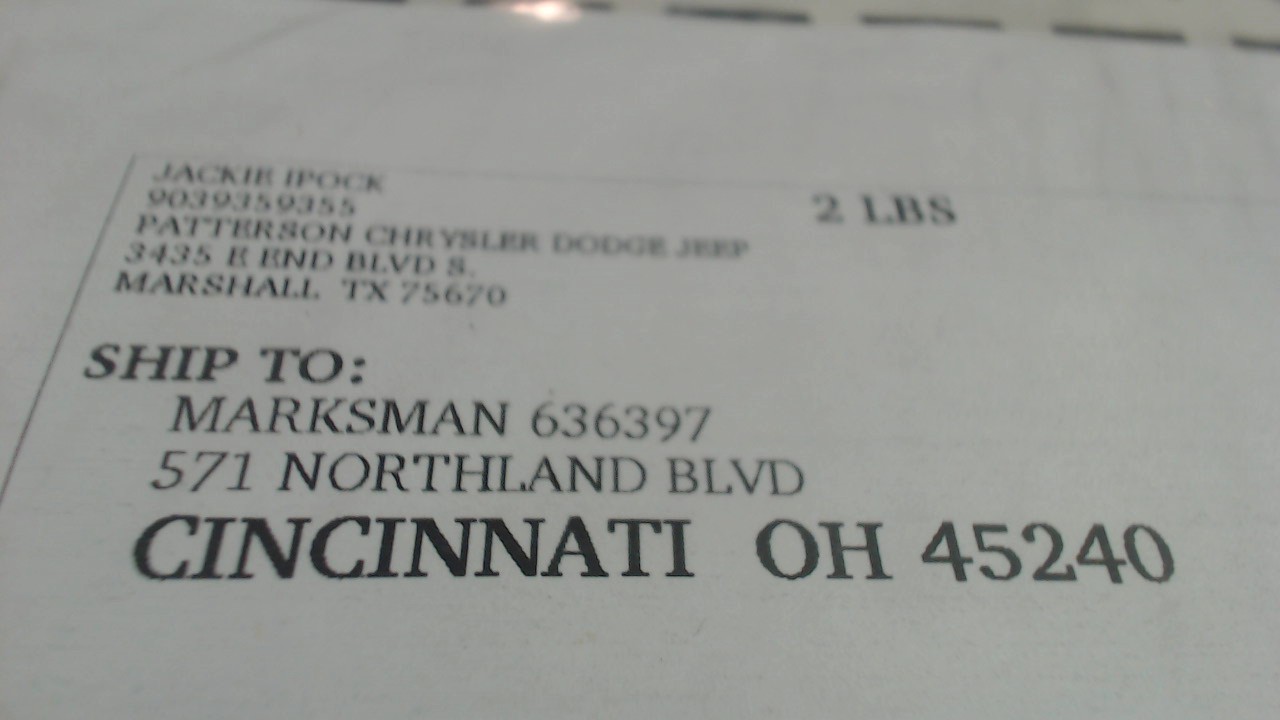 JACKIE IPOCK
9039359355
2 LBS
PATTERSON CHRYSLER DODGE JEEP
3435 E END BLVD S.
MARSHALL TX 75670
SHIP TO:
MARKSMAN 636397
571 NORTHLAND BLVD
CINCINNATI OH 45240